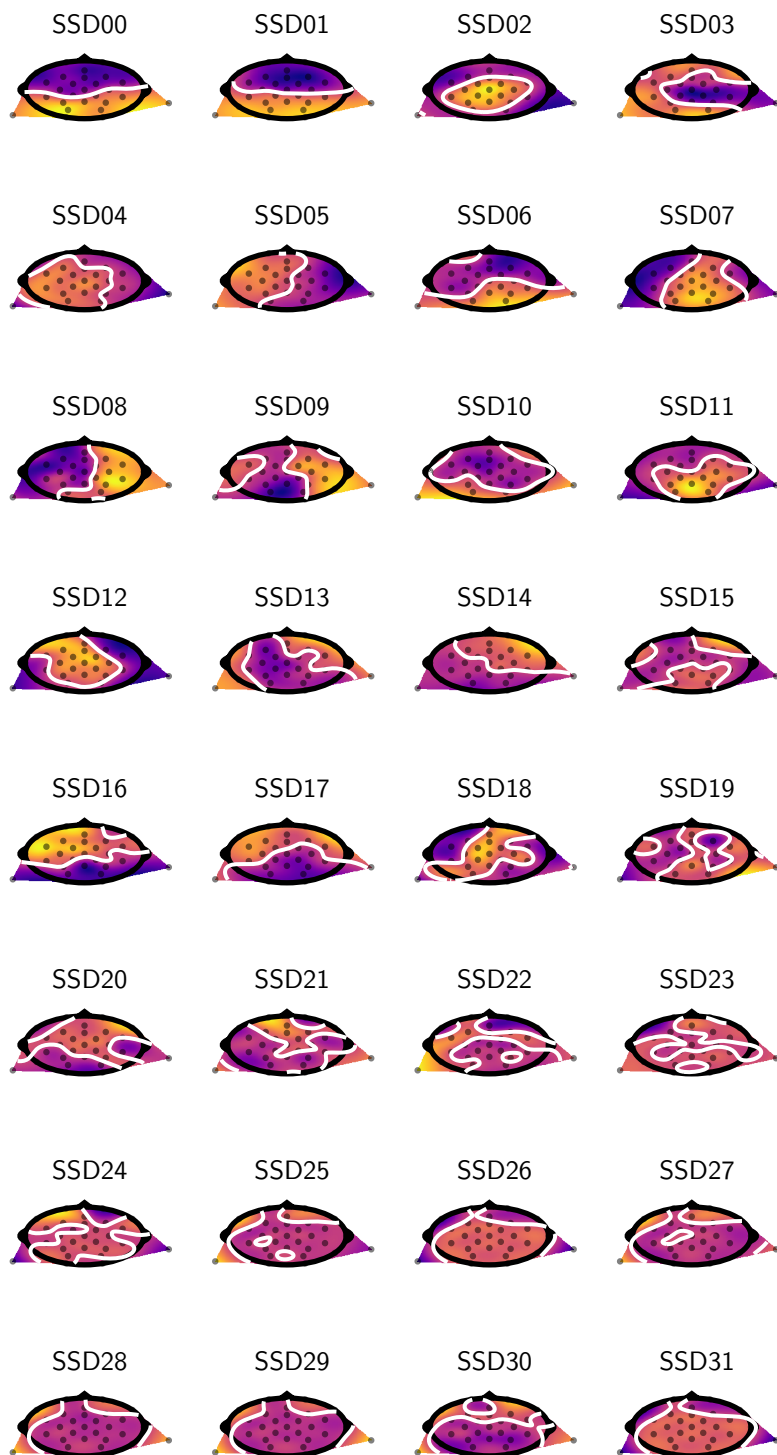 SSD00 SSD01 SSD02 SSD03
SSD04 SSD05 SSD06 SSD07
SSD08 SSD09 SSD10 SSD11
SSD12 SSD13 SSD14 SSD15
SSD16 SSD17 SSD18 SSD19
SSD20 SSD21 SSD22 SSD23
SSD24 SSD25 SSD26 SSD27
SSD28 SSD29 SSD30 SSD31